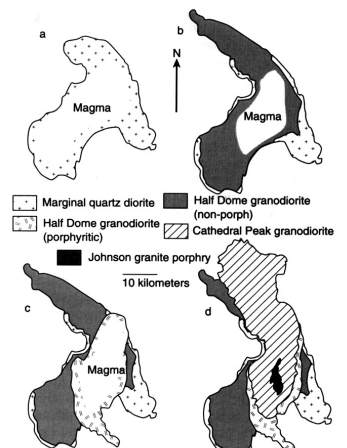 a
b
N
Magma
Magma
Marginal quartz diorite
Half Dome granodiorite
(non-porph)
Half Dome granodiorite
(porphyritic)
Cathedral Peak granodiorite
Johnson granite porphry
10 kilometers
c
d
Magma